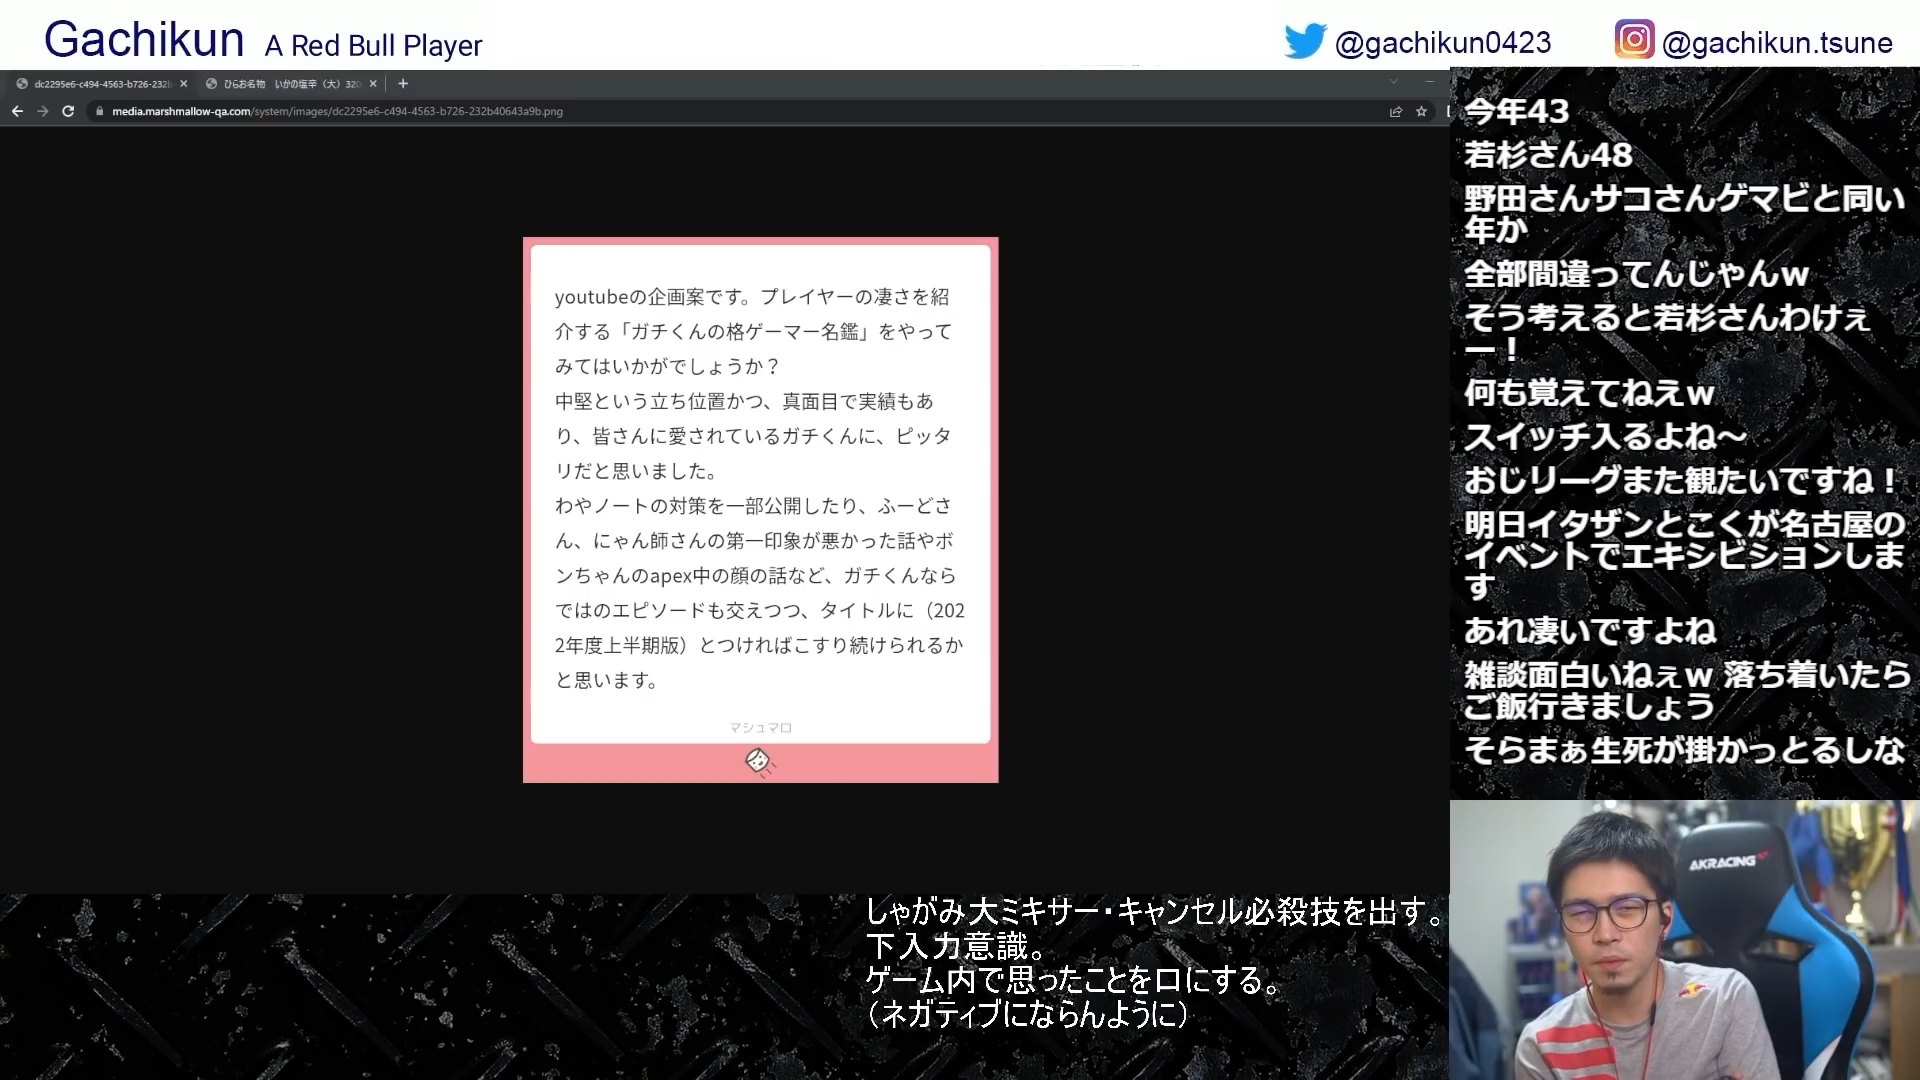 Gachikun A Red Bull Player
@gachikun0423
@gachikun.tsune
dc2295e6-c494-4563-b726-232b
ひらお名物 いかの塩辛（大）320
media.marshmallow-qa.com/system/images/dc2295e6-c494-4563-b726-232b40643a9b.png
youtubeの企画案です。プレイヤーの凄さを紹
介する「ガチくんの格ゲーマー名鑑」をやって
みてはいかがでしょうか？
中堅という立ち位置かつ、真面目で実績もあ
り、皆さんに愛されているガチくんに、ピッタ
リだと思いました。
わやノートの対策を一部公開したり、ふーどさ
ん、にゃん師さんの第一印象が悪かった話やボ
ンちゃんのapex中の顔の話など、ガチくんなら
ではのエピソードも交えつつ、タイトルに（202
2年度上半期版）とつければこすり続けられるか
と思います。
マシュマロ
今年43
若杉さん48
野田さんサコさんゲマビと同い
年か
全部間違ってんじゃんｗ
そう考えると若杉さんわけぇ
ー！
何も覚えてねえｗ
スイッチ入るよね～
おじリーグまた観たいですね！
明日イタザンとこくが名古屋の
イベントでエキシビションしま
す
あれ凄いですよね
雑談面白いねぇｗ 落ち着いたら
ご飯行きましょう
そらまぁ生死が掛かっとるしな
しゃがみ大ミキサー・キャンセル必殺技を出す。
下入力意識。
ゲーム内で思ったことを口にする。
（ネガティブにならんように）
AKRACING